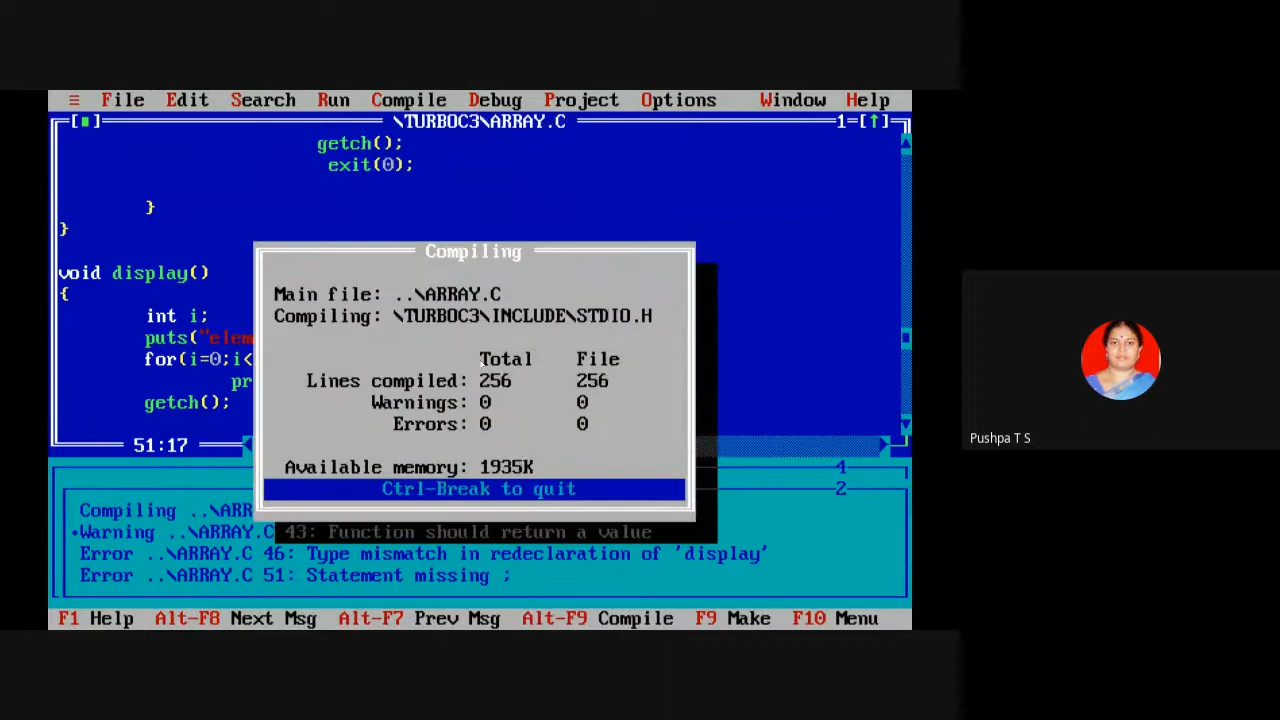 ≡ File Edit Search Run Compile Debug Project Options Window Help
[■] \TURBOC3\ARRAY.C 1=[↑]
getch();
exit(0);
}
}
void display()
{
int i;
puts("elem
for(i=0;i<
pr
getch();
51:17
Compiling
Main file: ..\ARRAY.C
Compiling: \TURBOC3\INCLUDE\STDIO.H
Total File
Lines compiled: 256 256
Warnings: 0 0
Errors: 0 0
Available memory: 1935K
Ctrl-Break to quit
4
2
Compiling ..\ARR
•Warning ..\ARRAY.C 43: Function should return a value
Error ..\ARRAY.C 46: Type mismatch in redeclaration of 'display'
Error ..\ARRAY.C 51: Statement missing ;
F1 Help Alt-F8 Next Msg Alt-F7 Prev Msg Alt-F9 Compile F9 Make F10 Menu
Pushpa T S